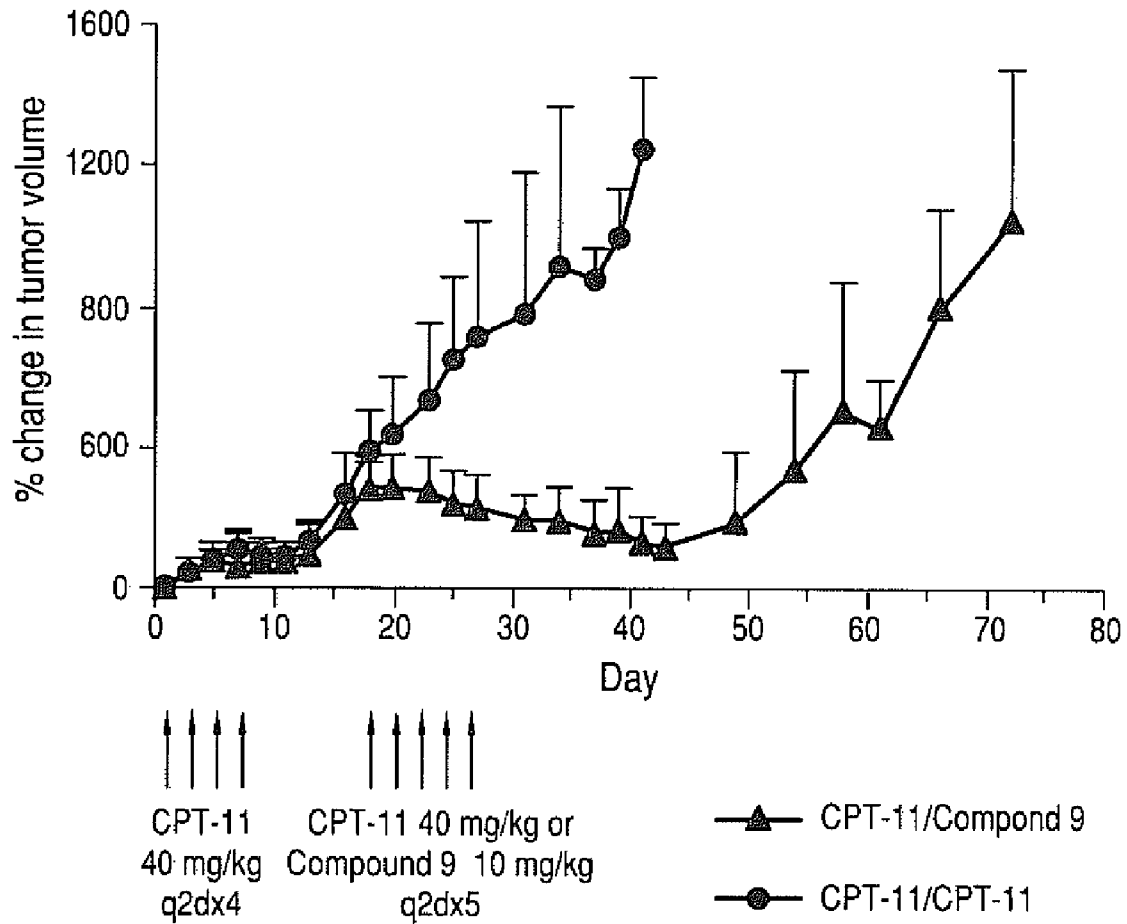 % change in tumor volume
1600
1200
800
600
0
0 10 20 30 40 50 60 70 80
Day
CPT-11
40 mg/kg
q2dx4
CPT-11 40 mg/kg or
Compound 9 10 mg/kg
q2dx5
CPT-11/Compond 9
CPT-11/CPT-11